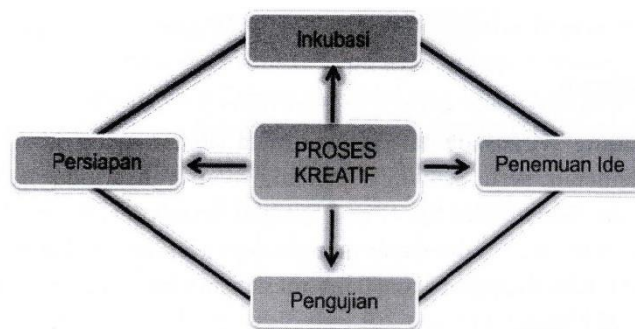 Inkubasi
Persiapan
PROSES
KREATIF
Penemuan Ide
Pengujian